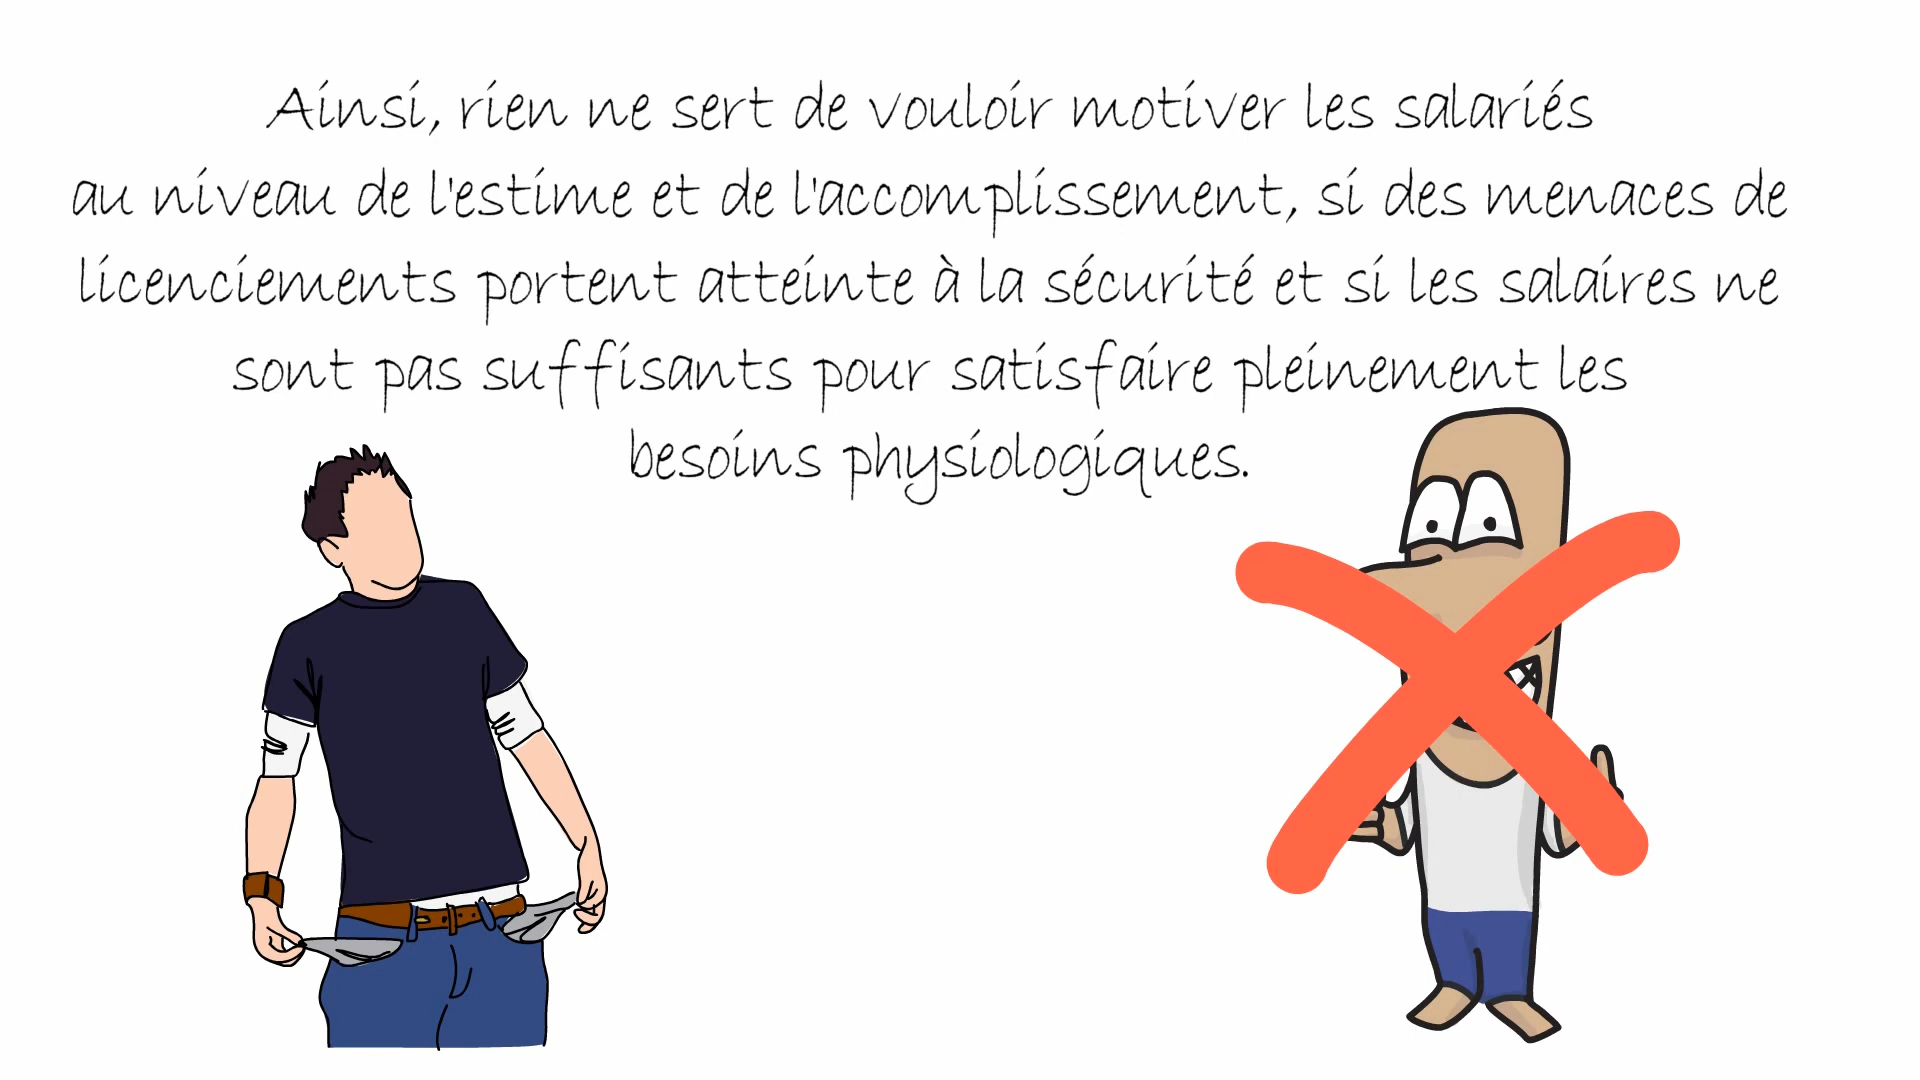 Ainsi, rien ne sert de vouloir motiver les salariés
au niveau de l'estime et de l'accomplissement, si des menaces de
licenciements portent atteinte à la sécurité et si les salaires ne
sont pas suffisants pour satisfaire pleinement les
besoins physiologiques.